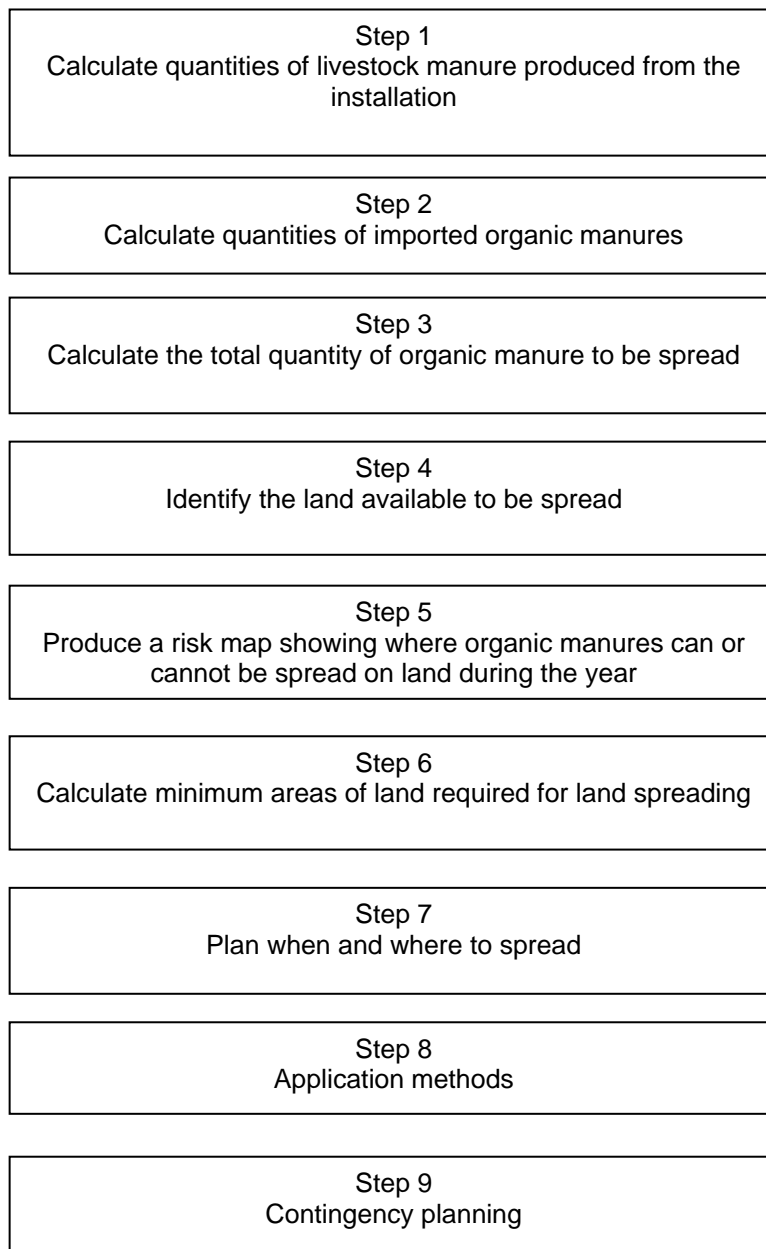 Step 1
Calculate quantities of livestock manure produced from the
installation
Step 2
Calculate quantities of imported organic manures
Step 3
Calculate the total quantity of organic manure to be spread
Step 4
Identify the land available to be spread
Step 5
Produce a risk map showing where organic manures can or
cannot be spread on land during the year
Step 6
Calculate minimum areas of land required for land spreading
Step 7
Plan when and where to spread
Step 8
Application methods
Step 9
Contingency planning